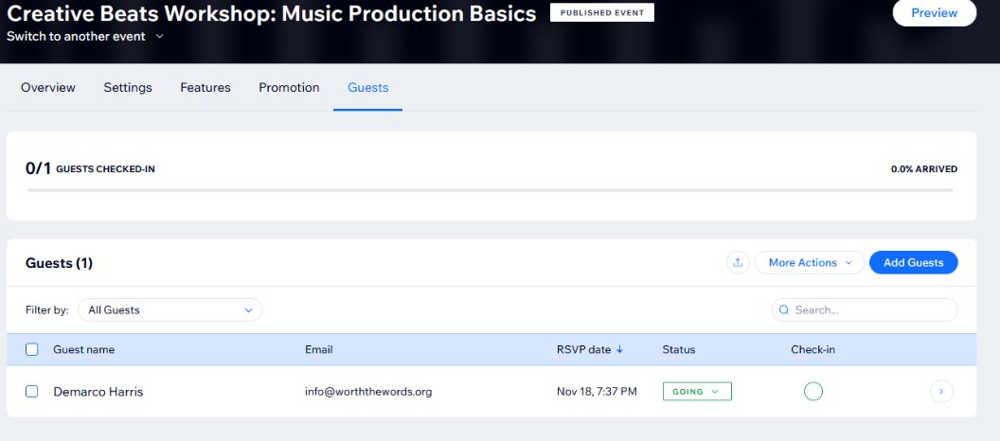 Creative Beats Workshop: Music Production Basics PUBLISHED EVENT Preview
Switch to another event
Overview Settings Features Promotion Guests
0/1 GUESTS CHECKED-IN 0.0% ARRIVED
Guests (1) More Actions Add Guests
Filter by: All Guests Search...
Guest name Email RSVP date Status Check-in
Demarco Harris info@worththewords.org Nov 18, 7:37 PM GOING